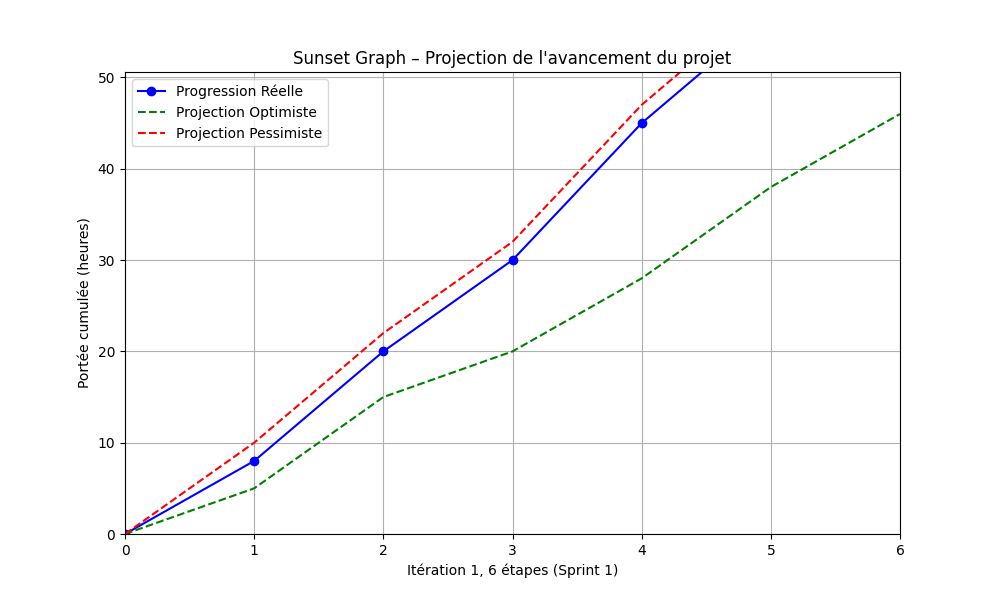 Sunset Graph – Projection de l'avancement du projet
Progression Réelle
Projection Optimiste
Projection Pessimiste
Portée cumulée (heures)
50
40
30
20
10
0
0 1 2 3 4 5 6
Itération 1, 6 étapes (Sprint 1)